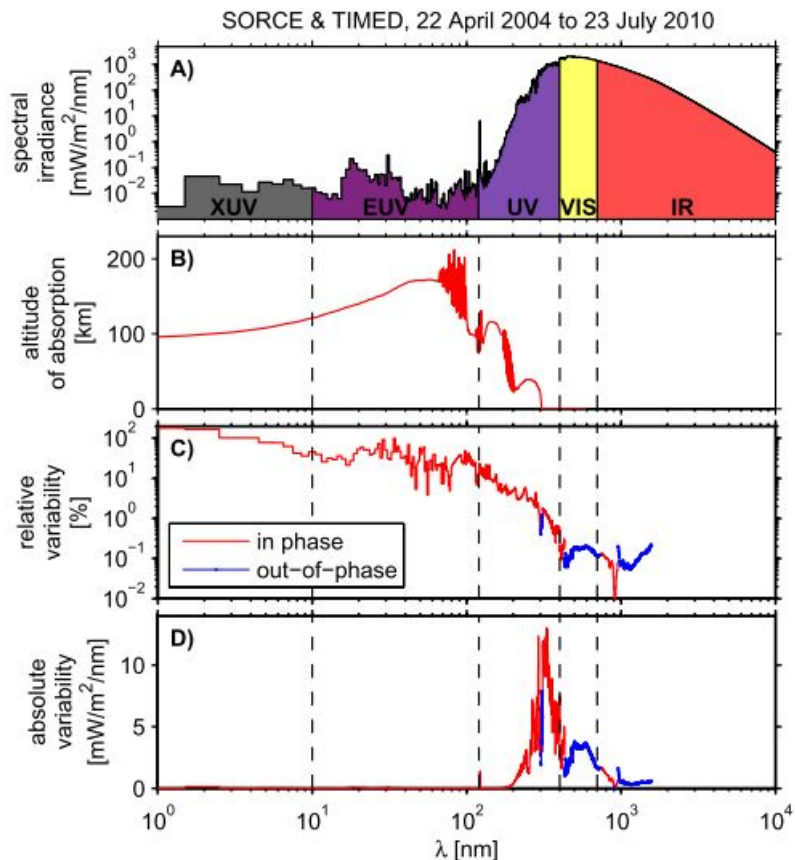 SORCE & TIMED, 22 April 2004 to 23 July 2010
A)
spectral
irradiance
[mW/m²/nm]
10³
10²
10¹
10⁰
10⁻¹
10⁻²
XUV EUV UV VIS IR
B)
altitude
of absorption
[km]
200
100
0
C)
relative
variability
[%]
10²
10¹
10⁰
10⁻¹
10⁻²
in phase
out-of-phase
D)
absolute
variability
[mW/m²/nm]
10
5
0
10⁰ 10¹ 10² 10³ 10⁴
λ [nm]